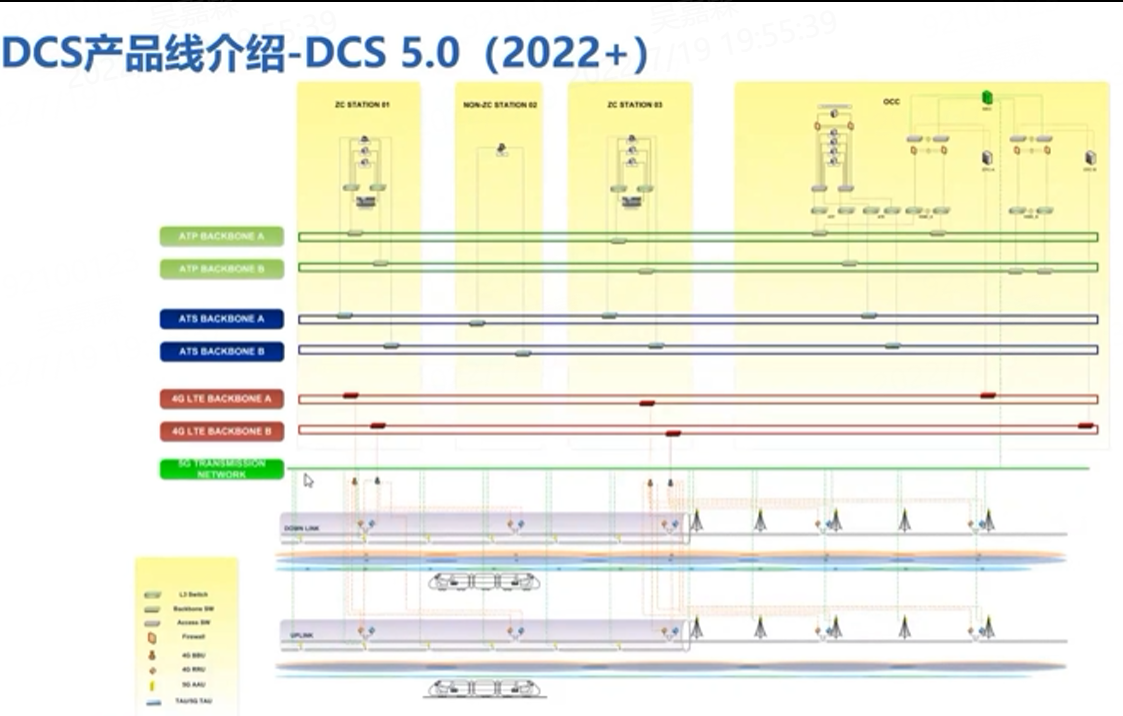 DCS产品线介绍-DCS 5.0（2022+）
ZC STATION 01
NON-ZC STATION 02
ZC STATION 03
OCC
ATP BACKBONE A
ATP BACKBONE B
ATS BACKBONE A
ATS BACKBONE B
4G LTE BACKBONE A
4G LTE BACKBONE B
5G TRANSMISSION
NETWORK
DOWN LINK
UPLINK
L3 Switch
Backbone SW
Access SW
Firewall
4G BBU
4G RRU
5G AAU
TAU/5G TAU
19:55:39